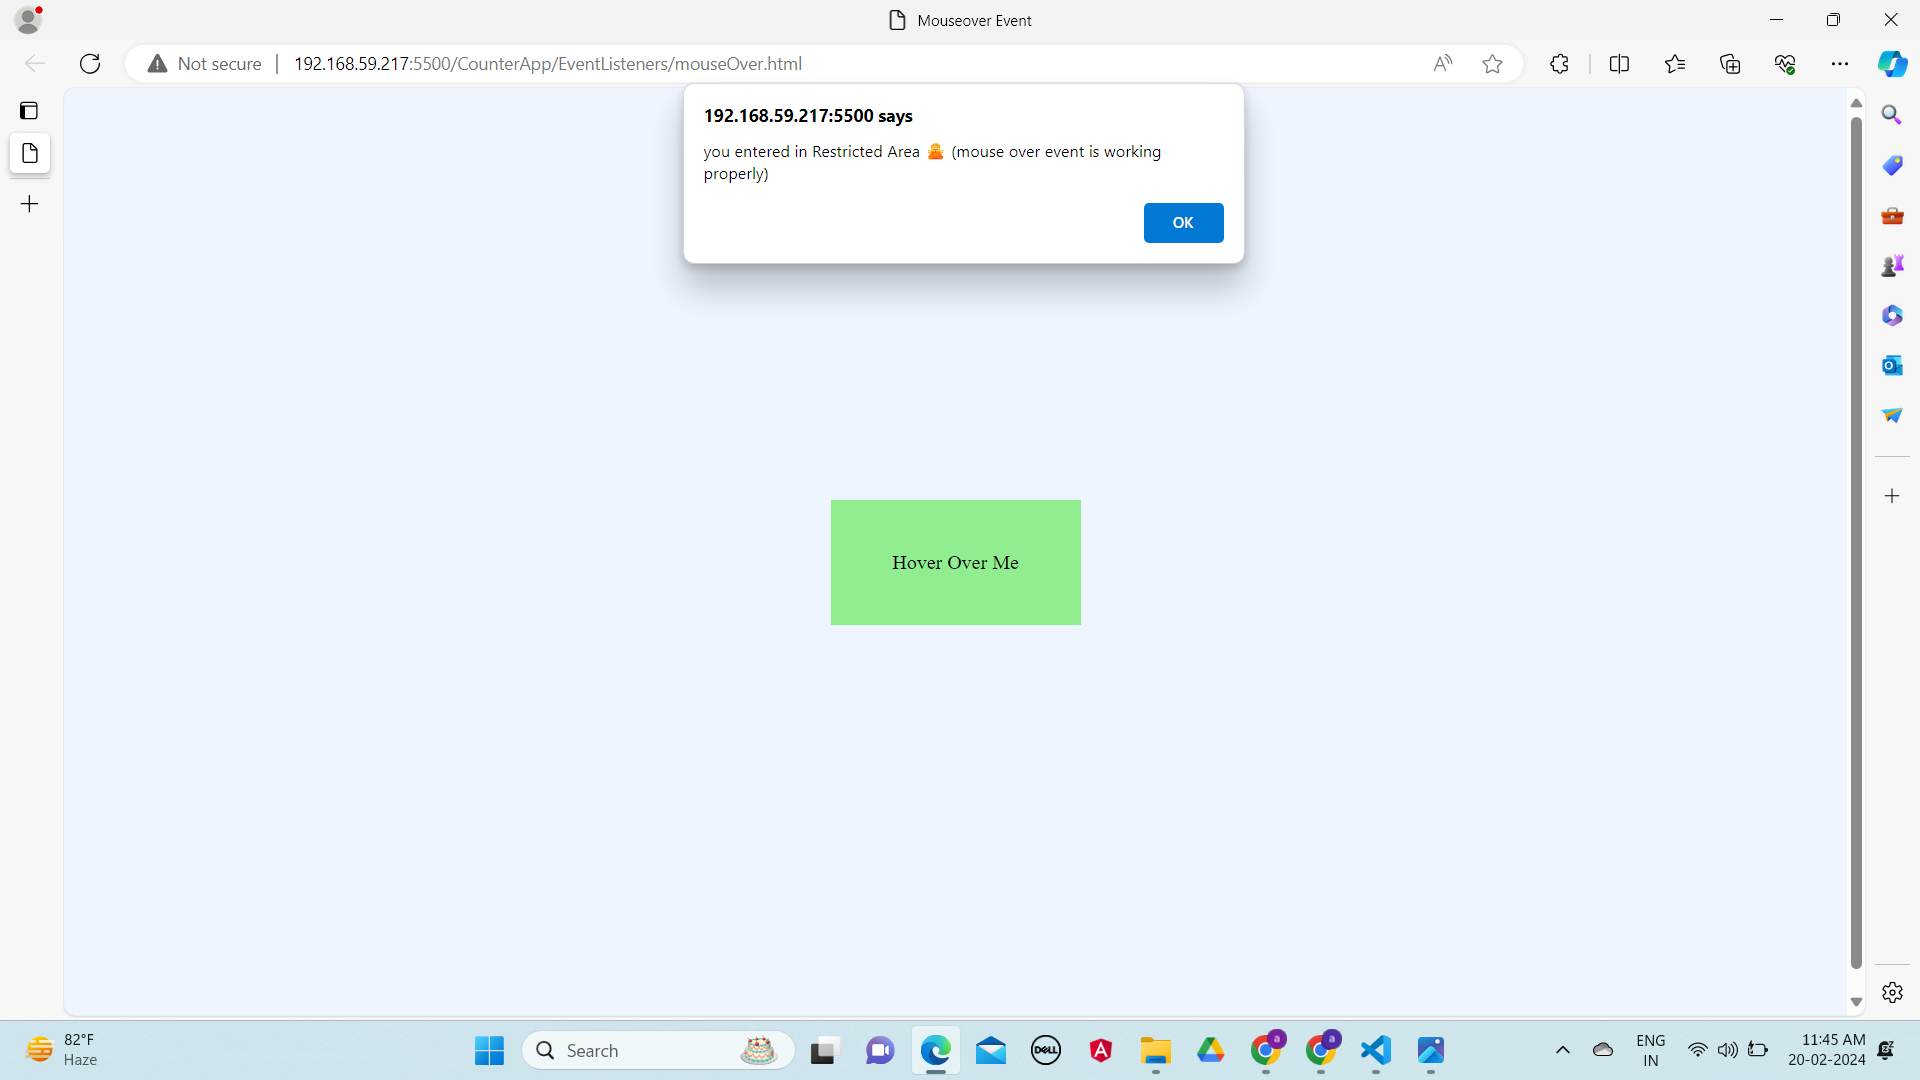 Mouseover Event
Not secure
192.168.59.217:5500/CounterApp/EventListeners/mouseOver.html
192.168.59.217:5500 says
you entered in Restricted Area 🙅 (mouse over event is working
properly)
OK
Hover Over Me
82°F
Haze
Search
DELL
a
a
ENG
IN
11:45 AM
20-02-2024